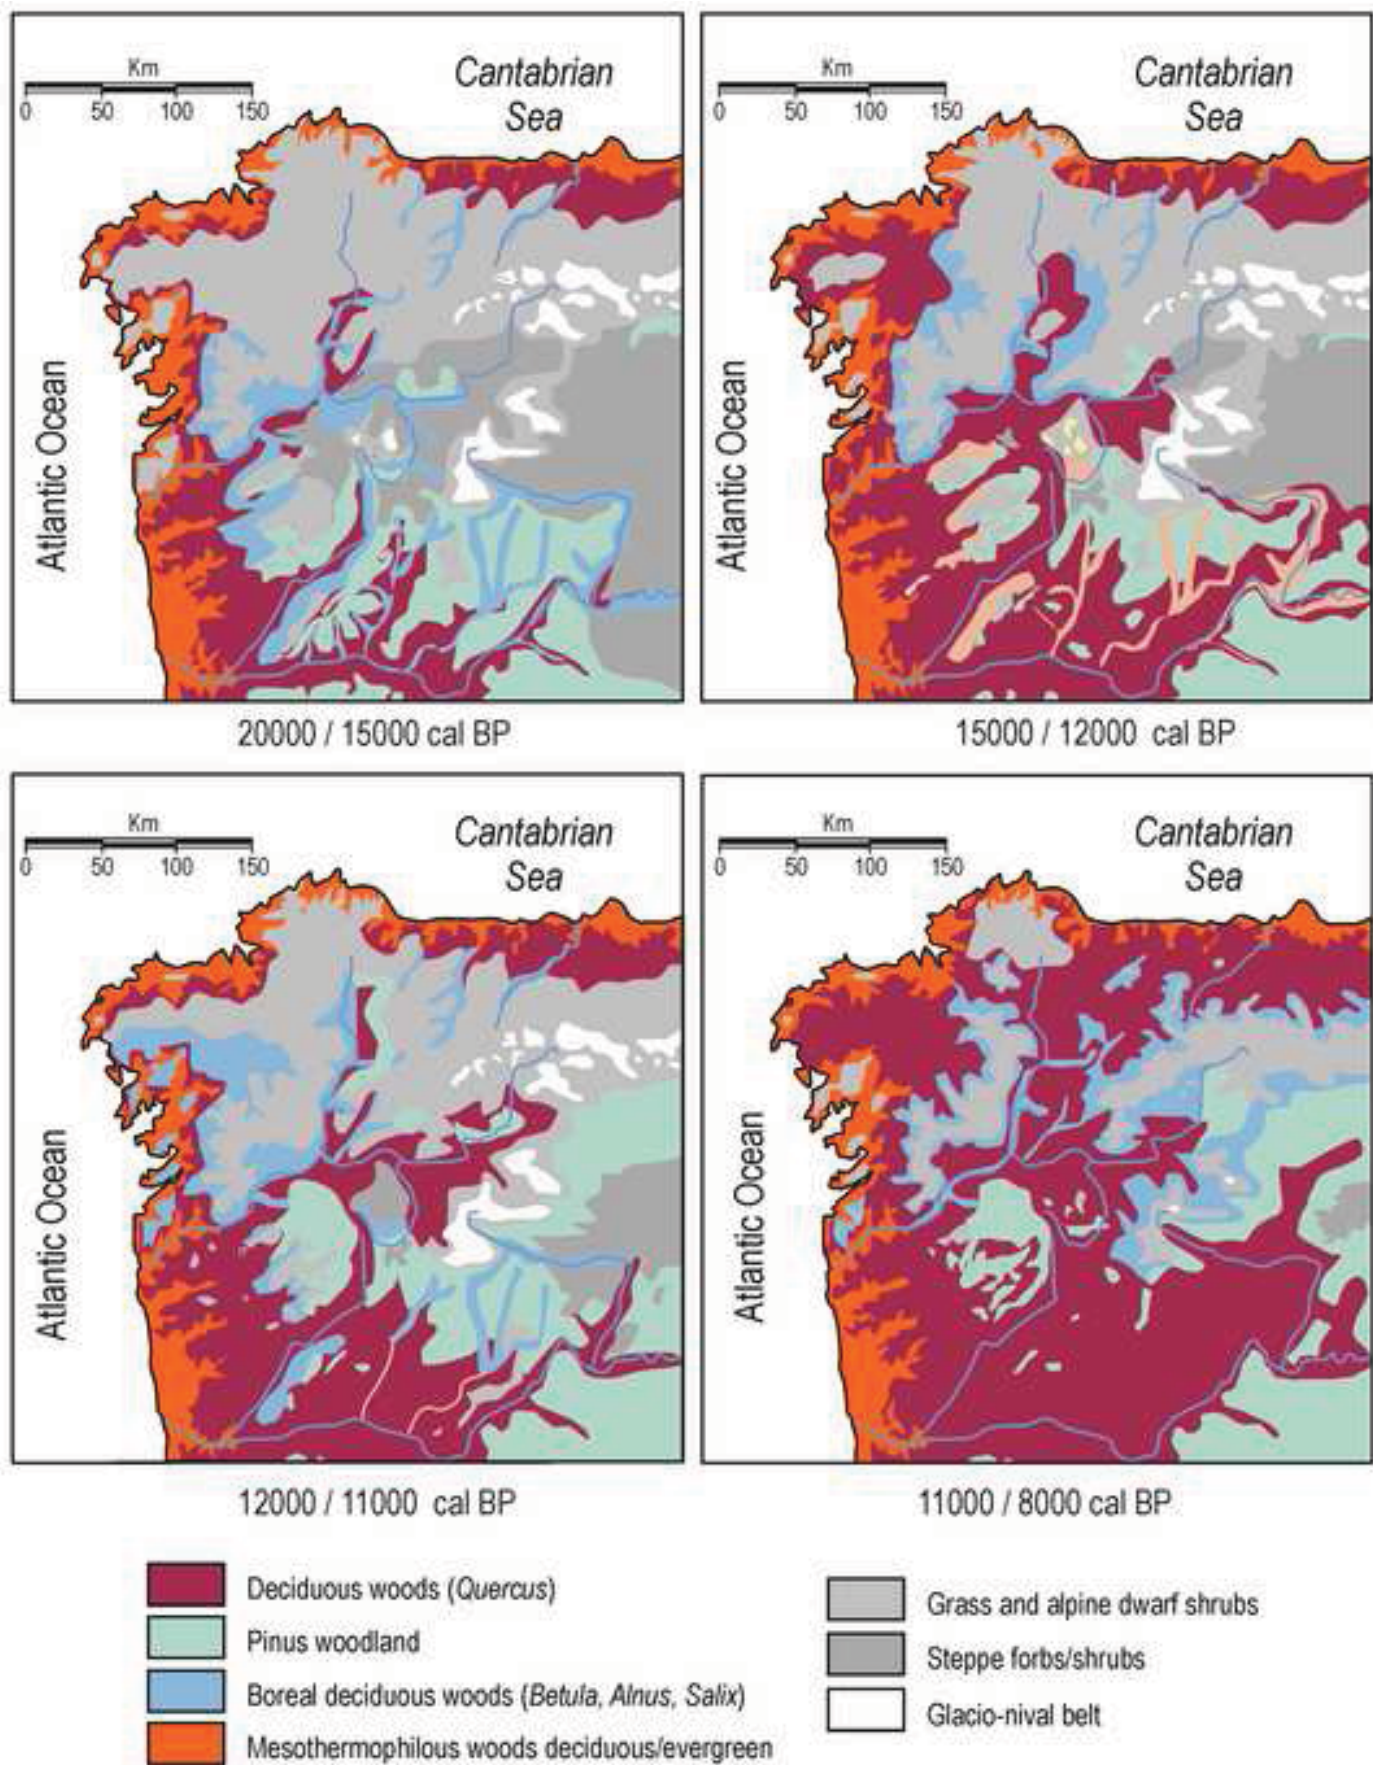 Km
0 50 100 150
Cantabrian
Sea
Atlantic Ocean
20000 / 15000 cal BP
Km
0 50 100 150
Cantabrian
Sea
Atlantic Ocean
15000 / 12000 cal BP
Km
0 50 100 150
Cantabrian
Sea
Atlantic Ocean
12000 / 11000 cal BP
Km
0 50 100 150
Cantabrian
Sea
Atlantic Ocean
11000 / 8000 cal BP
Deciduous woods (Quercus)
Pinus woodland
Boreal deciduous woods (Betula, Alnus, Salix)
Mesothermophilous woods deciduous/evergreen
Grass and alpine dwarf shrubs
Steppe forbs/shrubs
Glacio-nival belt